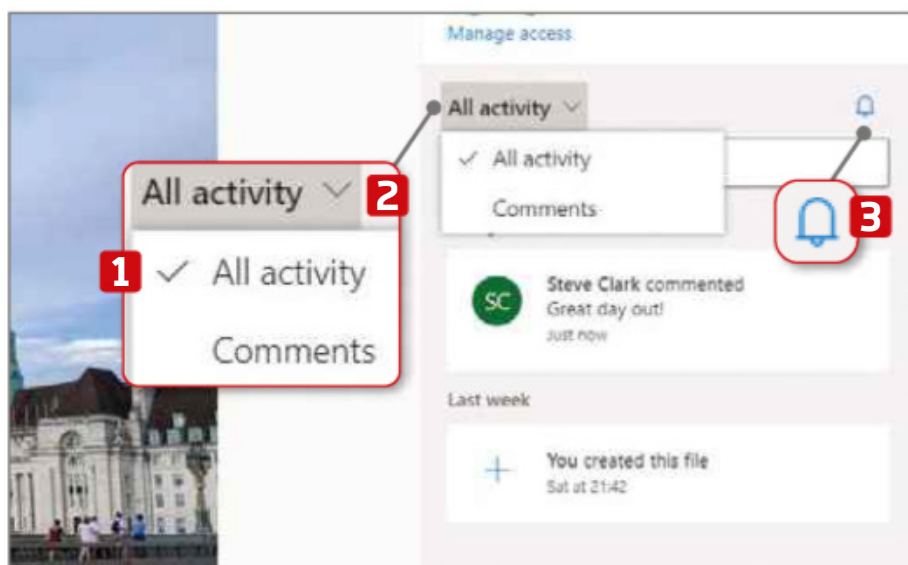 Manage access
All activity
All activity
Comments
All activity 2
1 All activity
Comments
3
SC
Steve Clark commented
Great day out!
Just now
Last week
You created this file
Sat at 21:42